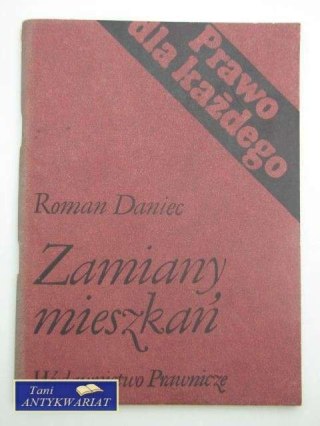 Prawo
dla każdego
Roman Daniec
Zamiany
mieszkań
Prawnicze
Tani
ANTYKWARIAT